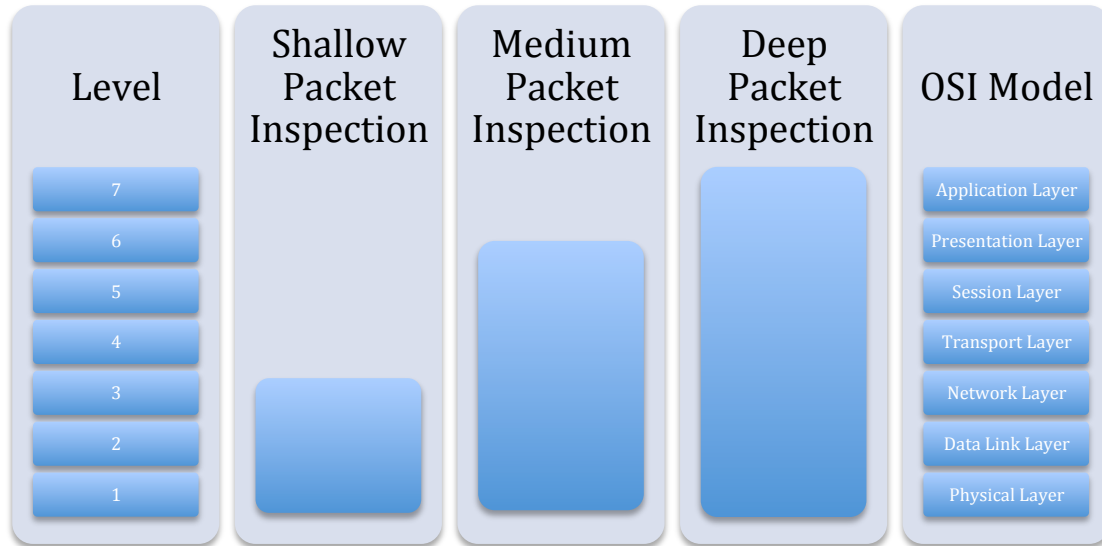 Level
Shallow
Packet
Inspection
Medium
Packet
Inspection
Deep
Packet
Inspection
OSI Model
7
6
5
4
3
2
1
Application Layer
Presentation Layer
Session Layer
Transport Layer
Network Layer
Data Link Layer
Physical Layer